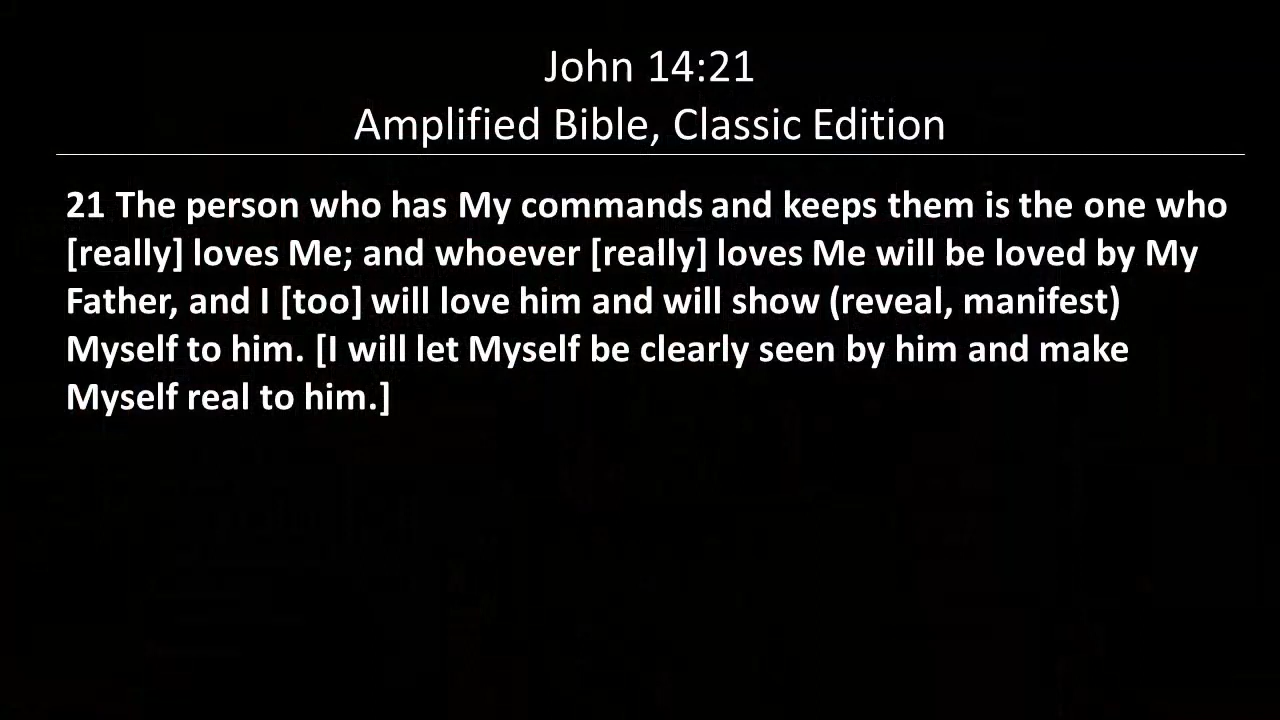 John 14:21
Amplified Bible, Classic Edition
21 The person who has My commands and keeps them is the one who
[really] loves Me; and whoever [really] loves Me will be loved by My
Father, and I [too] will love him and will show (reveal, manifest)
Myself to him. [I will let Myself be clearly seen by him and make
Myself real to him.]